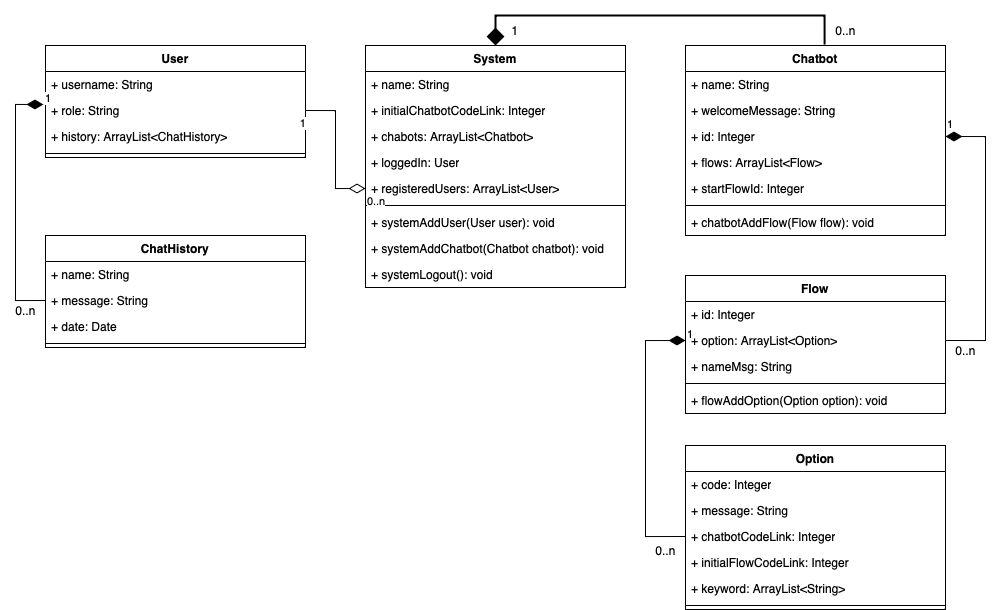 1
0..n
User
+ username: String
+ role: String
+ history: ArrayList<ChatHistory>
1
1
System
+ name: String
+ initialChatbotCodeLink: Integer
+ chabots: ArrayList<Chatbot>
+ loggedIn: User
+ registeredUsers: ArrayList<User>
0..n
+ systemAddUser(User user): void
+ systemAddChatbot(Chatbot chatbot): void
+ systemLogout(): void
Chatbot
+ name: String
+ welcomeMessage: String
+ id: Integer
+ flows: ArrayList<Flow>
+ startFlowId: Integer
+ chatbotAddFlow(Flow flow): void
1
ChatHistory
+ name: String
+ message: String
+ date: Date
0..n
Flow
+ id: Integer
+ option: ArrayList<Option>
+ nameMsg: String
+ flowAddOption(Option option): void
1
0..n
Option
+ code: Integer
+ message: String
+ chatbotCodeLink: Integer
+ initialFlowCodeLink: Integer
+ keyword: ArrayList<String>
0..n